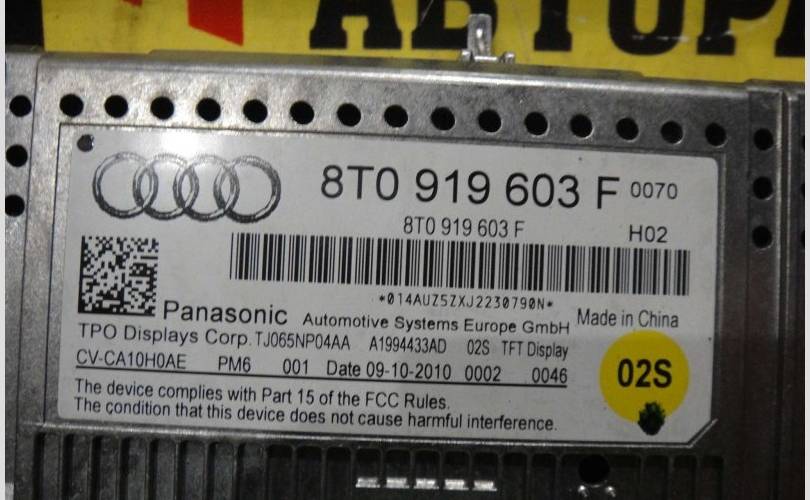 8T0 919 603 F 0070
8T0 919 603 F H02
*014AUZ5ZXJ2230790N*
Panasonic Automotive Systems Europe GmbH Made in China
TPO Displays Corp. TJ065NP04AA A1994433AD 02S TFT Display
CV-CA10H0AE PM6 001 Date 09-10-2010 0002 0046
02S
The device complies with Part 15 of the FCC Rules.
The condition that this device does not cause harmful interference.